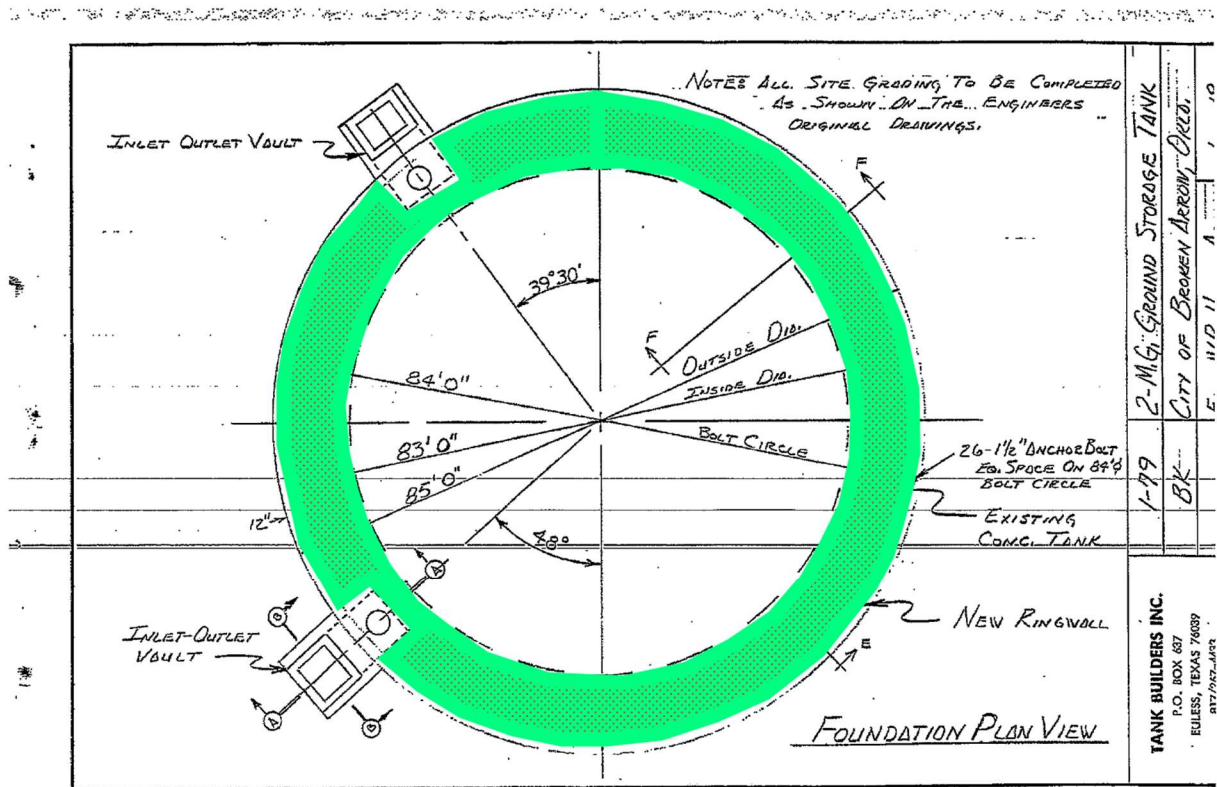 NOTE: ALL SITE GRADING TO BE COMPLETED
AS SHOWN ON THE ENGINEERS
ORIGINAL DRAWINGS.
INLET OUTLET VAULT
F
39°30'
F
OUTSIDE DIA.
INSIDE DIA.
84'0"
BOLT CIRCLE
83'0"
85'0"
26-1½" ANCHOR BOLT
EQ. SPACE ON 84'φ
BOLT CIRCLE
12"
EXISTING
CONC. TANK
48°
A
B
NEW RINGWALL
INLET-OUTLET
VAULT
E
A
FOUNDATION PLAN VIEW
2-M.G. GROUND STORAGE TANK
CITY OF BROKEN ARROW, OKLA.
1-79
BK
TANK BUILDERS INC.
P.O. BOX 637
EULESS, TEXAS 76039